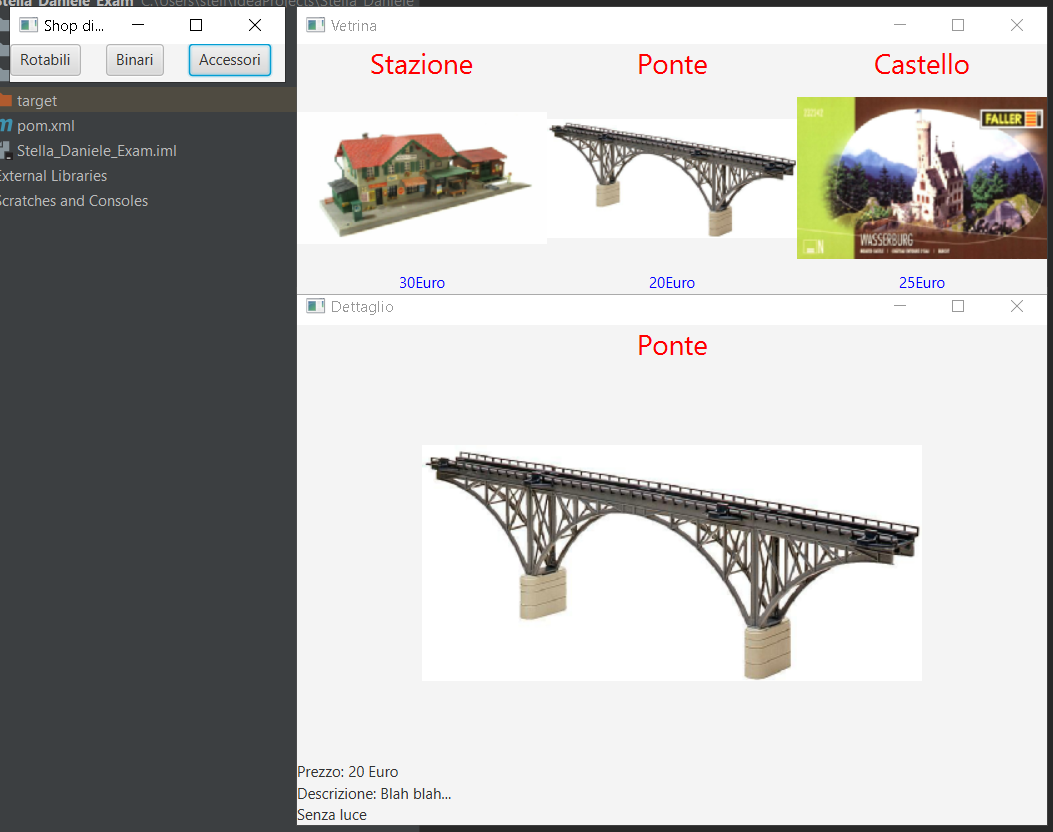 Stella_Daniele_Exam C:\Users\stell\IdeaProjects\Stella_Daniele
Shop di...
Rotabili Binari Accessori
target
pom.xml
Stella_Daniele_Exam.iml
External Libraries
Scratches and Consoles
Vetrina
Stazione Ponte Castello
FALLER
WASSERBURG
N
30Euro 20Euro 25Euro
Dettaglio
Ponte
Prezzo: 20 Euro
Descrizione: Blah blah...
Senza luce